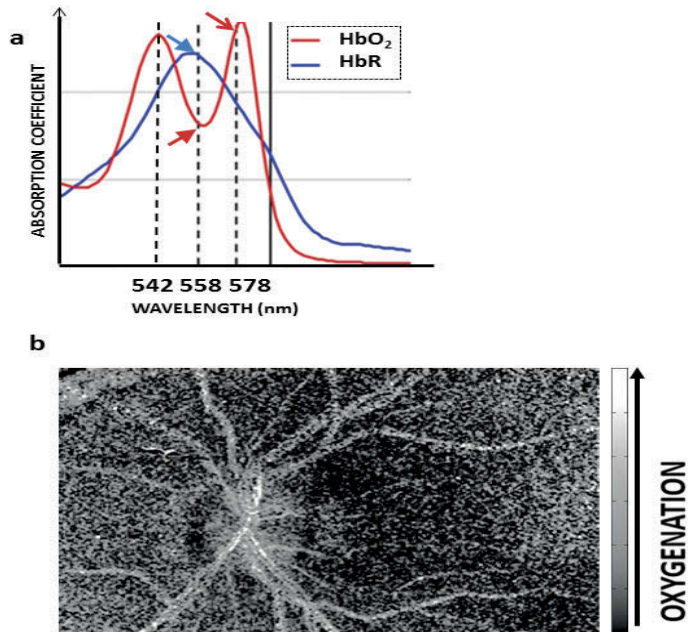 a
HbO₂
HbR
ABSORPTION COEFFICIENT
542 558 578
WAVELENGTH (nm)
b
OXYGENATION